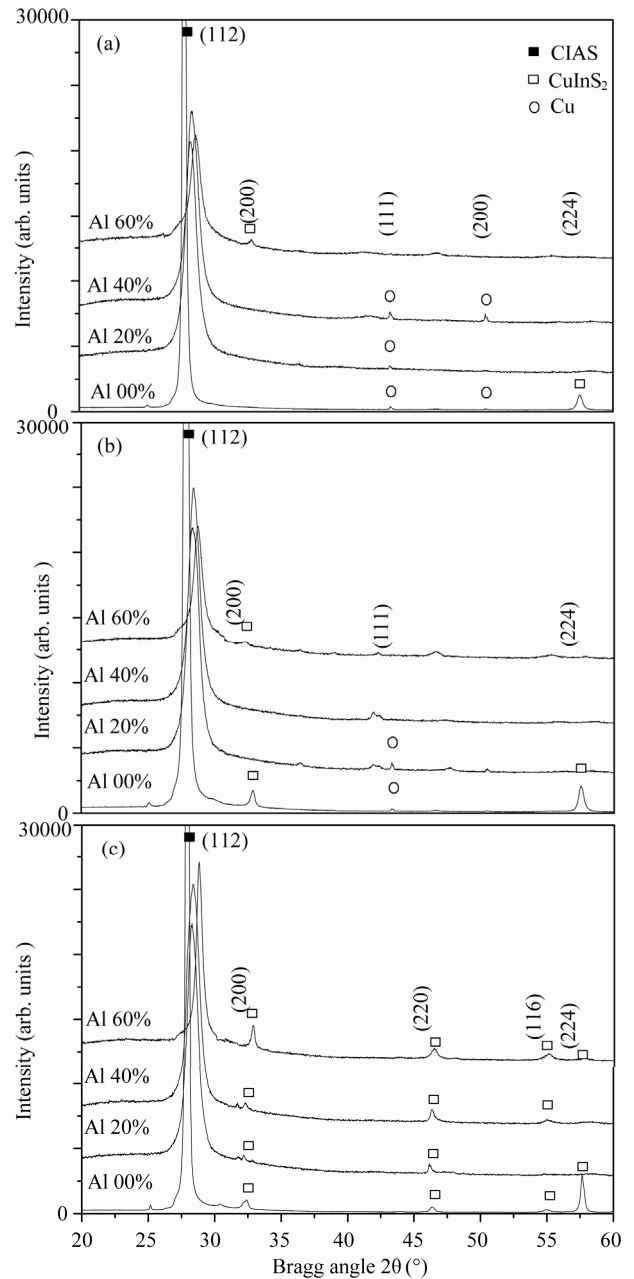 30000
(a)
(112)
CIAS
CuInS2
Cu
Intensity (arb. units )
Al 60%
(200)
(111)
(200)
(224)
Al 40%
Al 20%
Al 00%
0
30000
(b)
(112)
Intensity (arb. units )
Al 60%
(200)
(111)
(224)
Al 40%
Al 20%
Al 00%
0
30000
(c)
(112)
Intensity (arb. units )
Al 60%
(200)
(220)
(116)
(224)
Al 40%
Al 20%
Al 00%
0
20 25 30 35 40 45 50 55 60
Bragg angle 2θ (°)